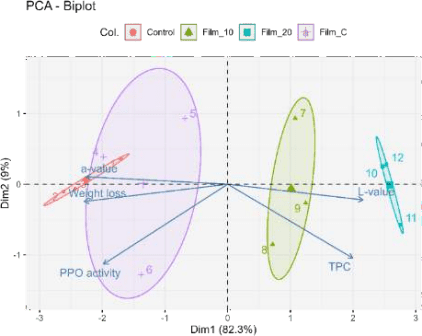 PCA - Biplot
Col. Control Film_10 Film_20 Film_C
1
0
-1
-3 -2 -1 0 1 2 3
Dim2 (9%)
Dim1 (82.3%)
4
5
6
7
8
9
10
11
12
a-value
Weight loss
PPO activity
L-value
TPC